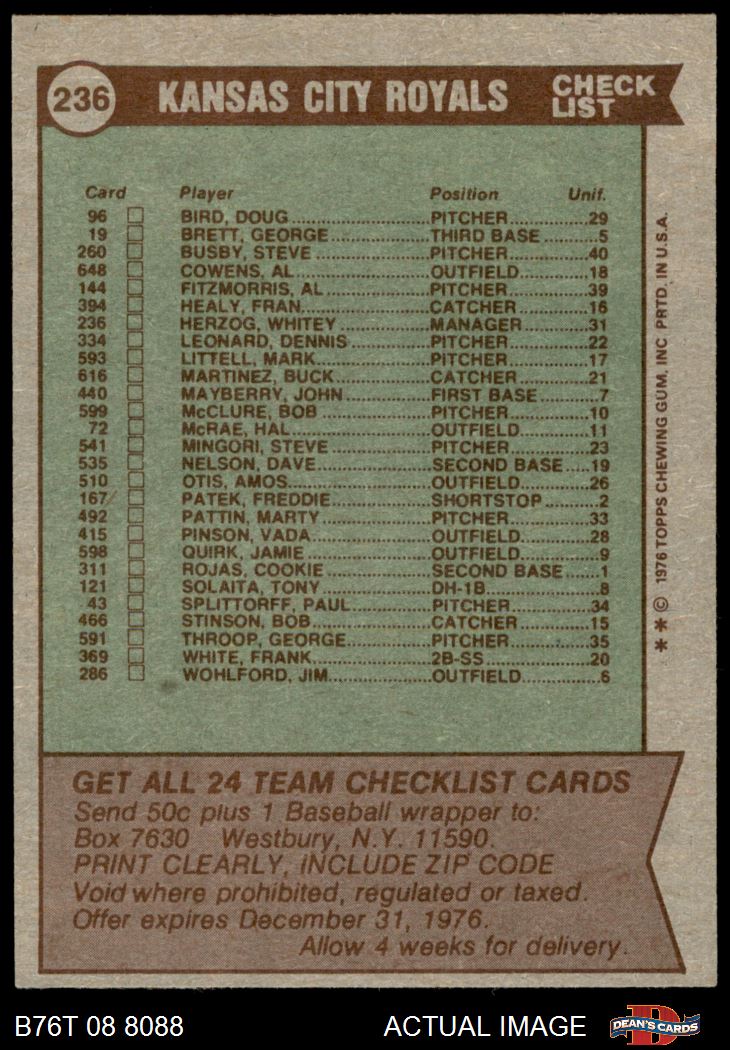 236 KANSAS CITY ROYALS CHECK LIST
Card Player Position Unif.
96 BIRD, DOUG PITCHER 29
19 BRETT, GEORGE THIRD BASE 5
260 BUSBY, STEVE PITCHER 40
648 COWENS, AL OUTFIELD 18
144 FITZMORRIS, AL PITCHER 39
394 HEALY, FRAN CATCHER 16
236 HERZOG, WHITEY MANAGER 31
334 LEONARD, DENNIS PITCHER 22
593 LITTELL, MARK PITCHER 17
616 MARTINEZ, BUCK CATCHER 21
440 MAYBERRY, JOHN FIRST BASE 7
599 McCLURE, BOB PITCHER 10
72 McRAE, HAL OUTFIELD 11
541 MINGORI, STEVE PITCHER 23
535 NELSON, DAVE SECOND BASE 19
510 OTIS, AMOS OUTFIELD 26
167 PATEK, FREDDIE SHORTSTOP 2
492 PATTIN, MARTY PITCHER 33
415 PINSON, VADA OUTFIELD 28
598 QUIRK, JAMIE OUTFIELD 9
311 ROJAS, COOKIE SECOND BASE 1
121 SOLAITA, TONY DH-1B 8
43 SPLITTORFF, PAUL PITCHER 34
466 STINSON, BOB CATCHER 15
591 THROOP, GEORGE PITCHER 35
369 WHITE, FRANK 2B-SS 20
286 WOHLFORD, JIM OUTFIELD 6
* * © 1976 TOPPS CHEWING GUM, INC. PRTD. IN U.S.A.
GET ALL 24 TEAM CHECKLIST CARDS
Send 50c plus 1 Baseball wrapper to:
Box 7630 Westbury, N.Y. 11590.
PRINT CLEARLY, INCLUDE ZIP CODE
Void where prohibited, regulated or taxed.
Offer expires December 31, 1976.
Allow 4 weeks for delivery.
B76T 08 8088 ACTUAL IMAGE DEAN'S CARDS